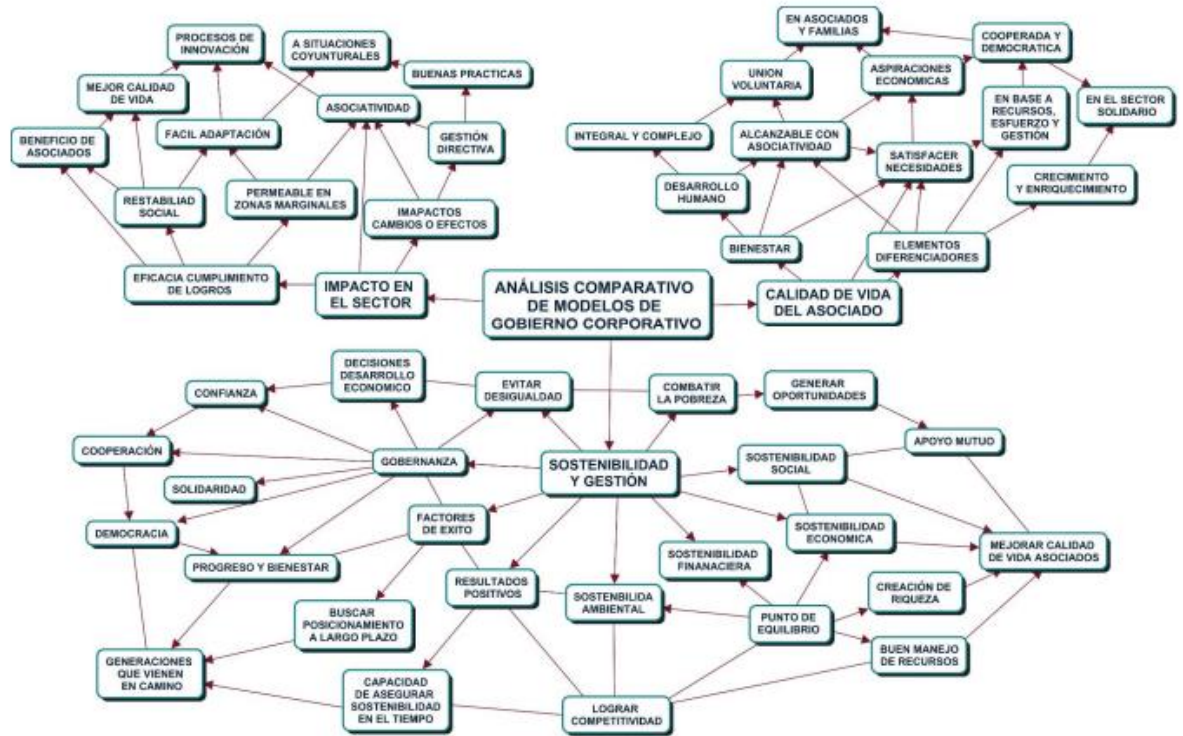 PROCESOS DE
INNOVACIÓN
A SITUACIONES
COYUNTURALES
BUENAS PRACTICAS
MEJOR CALIDAD
DE VIDA
ASOCIATIVIDAD
BENEFICIO DE
ASOCIADOS
FACIL ADAPTACIÓN
GESTIÓN
DIRECTIVA
RESTABILIAD
SOCIAL
PERMEABLE EN
ZONAS MARGINALES
IMAPACTOS
CAMBIOS O EFECTOS
EFICACIA CUMPLIMIENTO
DE LOGROS
IMPACTO EN
EL SECTOR
EN ASOCIADOS
Y FAMILIAS
COOPERADA Y
DEMOCRATICA
UNION
VOLUNTARIA
ASPIRACIONES
ECONOMICAS
EN BASE A
RECURSOS,
ESFUERZO Y
GESTIÓN
EN EL SECTOR
SOLIDARIO
INTEGRAL Y COMPLEJO
ALCANZABLE CON
ASOCIATIVIDAD
SATISFACER
NECESIDADES
DESARROLLO
HUMANO
CRECIMIENTO
Y ENRIQUECIMIENTO
BIENESTAR
ELEMENTOS
DIFERENCIADORES
CALIDAD DE VIDA
DEL ASOCIADO
ANÁLISIS COMPARATIVO
DE MODELOS DE
GOBIERNO CORPORATIVO
DECISIONES
DESARROLLO
ECONOMICO
CONFIANZA
EVITAR
DESIGUALDAD
COMBATIR
LA POBREZA
GENERAR
OPORTUNIDADES
COOPERACIÓN
GOBERNANZA
SOSTENIBILIDAD
Y GESTIÓN
SOSTENIBILIDAD
SOCIAL
APOYO MUTUO
SOLIDARIDAD
DEMOCRACIA
FACTORES
DE EXITO
SOSTENIBILIDAD
ECONOMICA
MEJORAR CALIDAD
DE VIDA ASOCIADOS
PROGRESO Y BIENESTAR
SOSTENIBILIDAD
FINANACIERA
RESULTADOS
POSITIVOS
SOSTENBILIDA
AMBIENTAL
CREACIÓN DE
RIQUEZA
BUSCAR
POSICIONAMIENTO
A LARGO PLAZO
PUNTO DE
EQUILIBRIO
BUEN MANEJO
DE RECURSOS
GENERACIONES
QUE VIENEN
EN CAMINO
CAPACIDAD
DE ASEGURAR
SOSTENIBILIDAD
EN EL TIEMPO
LOGRAR
COMPETITIVIDAD